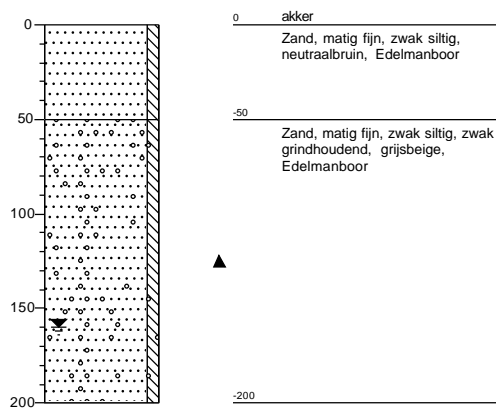 0
50
100
150
200
0 akker
Zand, matig fijn, zwak siltig,
neutraalbruin, Edelmanboor
-50
Zand, matig fijn, zwak siltig, zwak
grindhoudend, grijsbeige,
Edelmanboor
-200